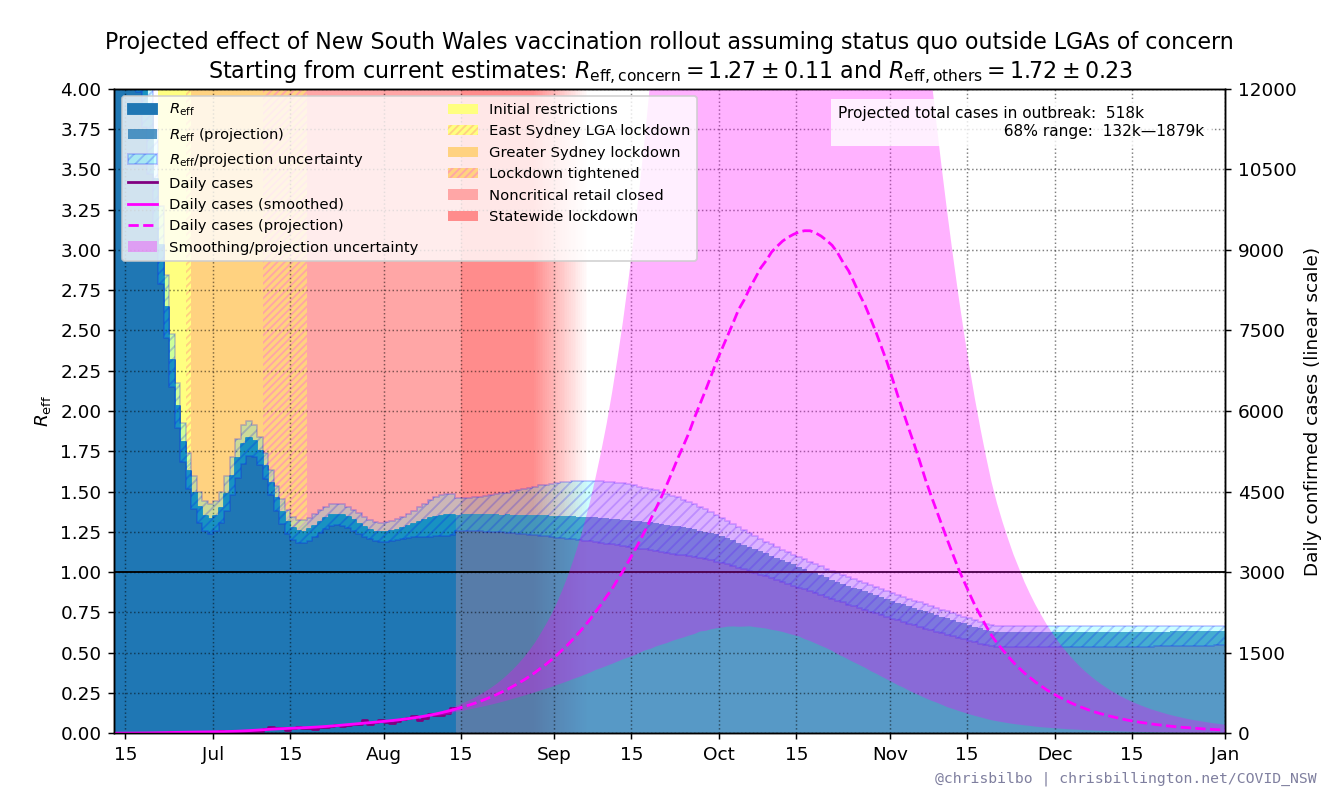 Projected effect of New South Wales vaccination rollout assuming status quo outside LGAs of concern
Starting from current estimates: Reff, concern = 1.27 ± 0.11 and Reff, others = 1.72 ± 0.23
Reff
Reff (projection)
Reff/projection uncertainty
Daily cases
Daily cases (smoothed)
Daily cases (projection)
Smoothing/projection uncertainty
Initial restrictions
East Sydney LGA lockdown
Greater Sydney lockdown
Lockdown tightened
Noncritical retail closed
Statewide lockdown
Projected total cases in outbreak: 518k
68% range: 132k—1879k
Reff
4.00
3.75
3.50
3.25
3.00
2.75
2.50
2.25
2.00
1.75
1.50
1.25
1.00
0.75
0.50
0.25
0.00
12000
10500
9000
7500
6000
4500
3000
1500
0
Daily confirmed cases (linear scale)
15 Jul 15 Aug 15 Sep 15 Oct 15 Nov 15 Dec 15 Jan
@chrisbilbo | chrisbillington.net/COVID_NSW